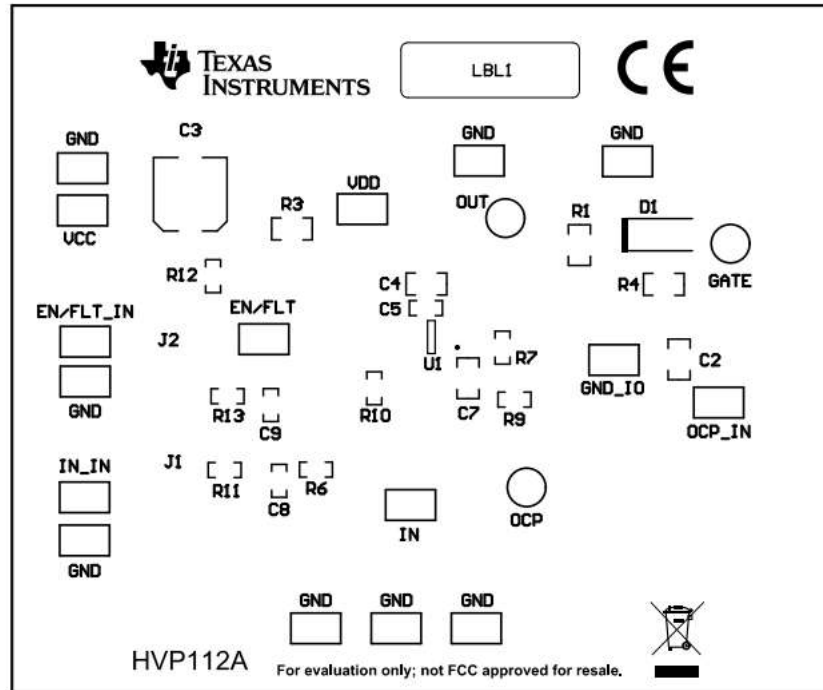 TEXAS
INSTRUMENTS
LBL1
CE
GND
C3
GND
GND
VCC
R3
VDD
OUT
R1
D1
GATE
R12
C4
R4
EN/FLT_IN
EN/FLT
C5
J2
U1
R7
GND
GND_IO
C2
R13
C9
R10
C7
R9
OCP_IN
IN_IN
J1
R11
C8
R6
IN
OCP
GND
GND
GND
GND
HVP112A
For evaluation only; not FCC approved for resale.